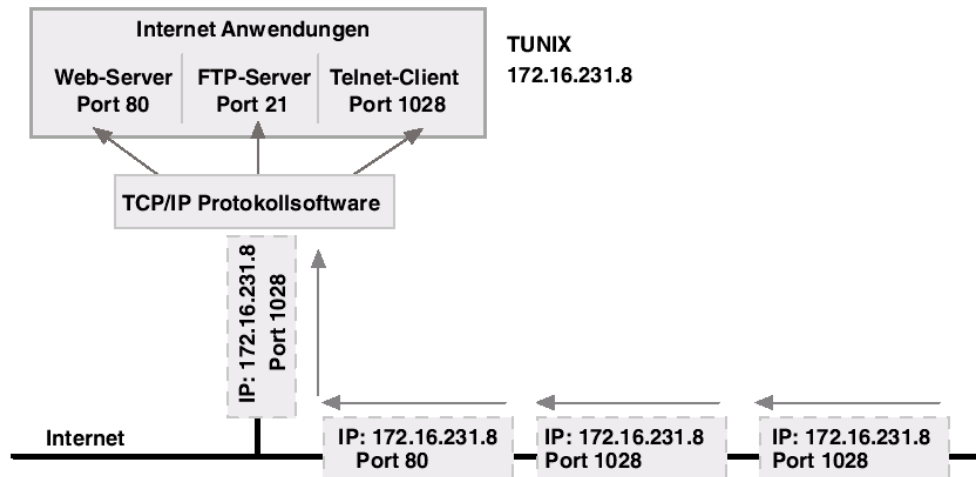 Internet Anwendungen
TUNIX
172.16.231.8
Web-Server
Port 80
FTP-Server
Port 21
Telnet-Client
Port 1028
TCP/IP Protokollsoftware
IP: 172.16.231.8
Port 1028
Internet
IP: 172.16.231.8
Port 80
IP: 172.16.231.8
Port 1028
IP: 172.16.231.8
Port 1028